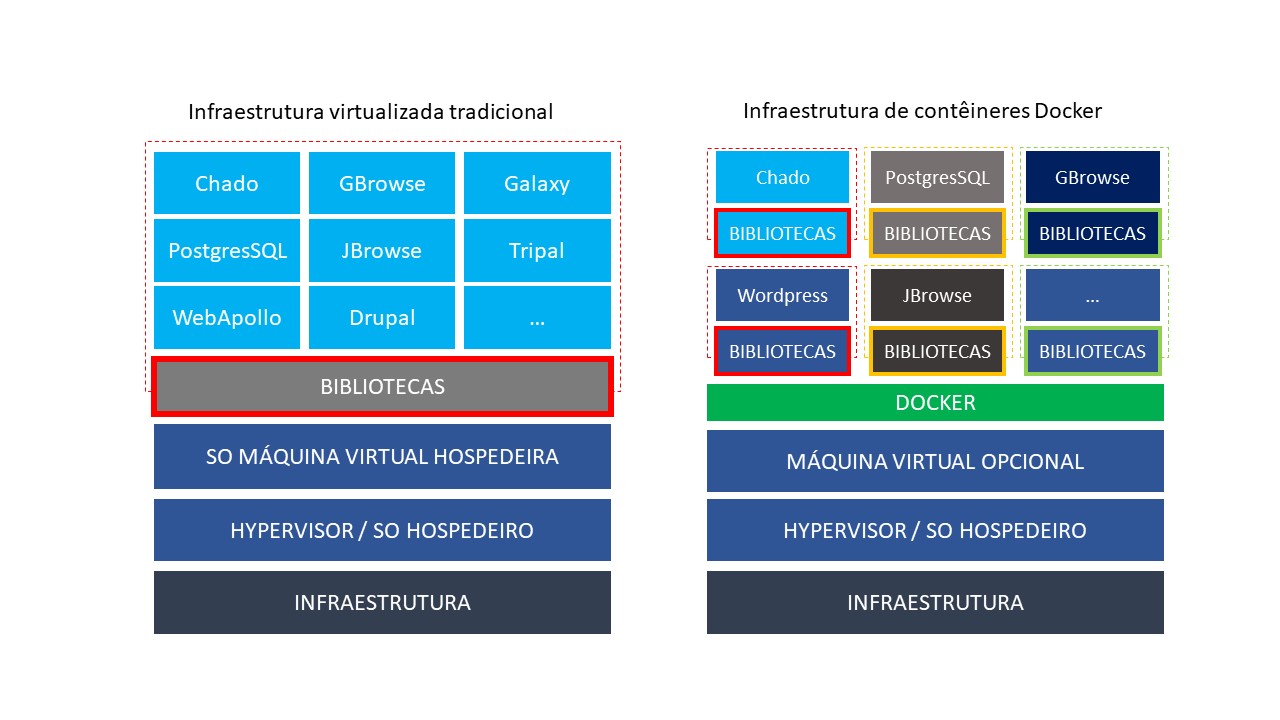 Infraestrutura virtualizada tradicional
Chado
GBrowse
Galaxy
PostgresSQL
JBrowse
Tripal
WebApollo
Drupal
...
BIBLIOTECAS
SO MÁQUINA VIRTUAL HOSPEDEIRA
HYPERVISOR / SO HOSPEDEIRO
INFRAESTRUTURA
Infraestrutura de contêineres Docker
Chado
PostgresSQL
GBrowse
BIBLIOTECAS
BIBLIOTECAS
BIBLIOTECAS
Wordpress
JBrowse
...
BIBLIOTECAS
BIBLIOTECAS
BIBLIOTECAS
DOCKER
MÁQUINA VIRTUAL OPCIONAL
HYPERVISOR / SO HOSPEDEIRO
INFRAESTRUTURA